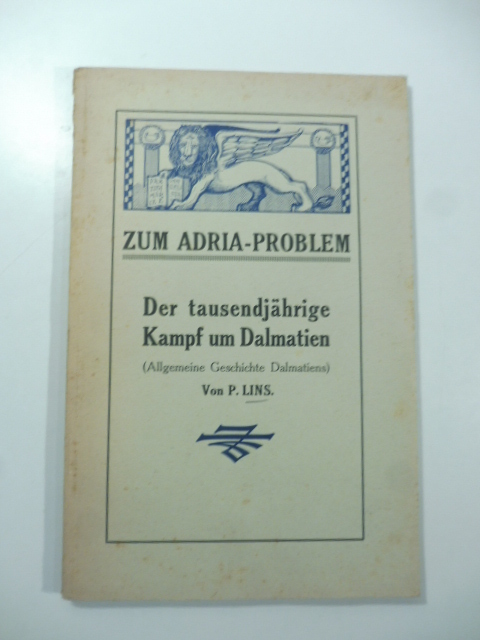 ZUM ADRIA-PROBLEM
Der tausendjährige
Kampf um Dalmatien
(Allgemeine Geschichte Dalmatiens)
Von P. LINS.